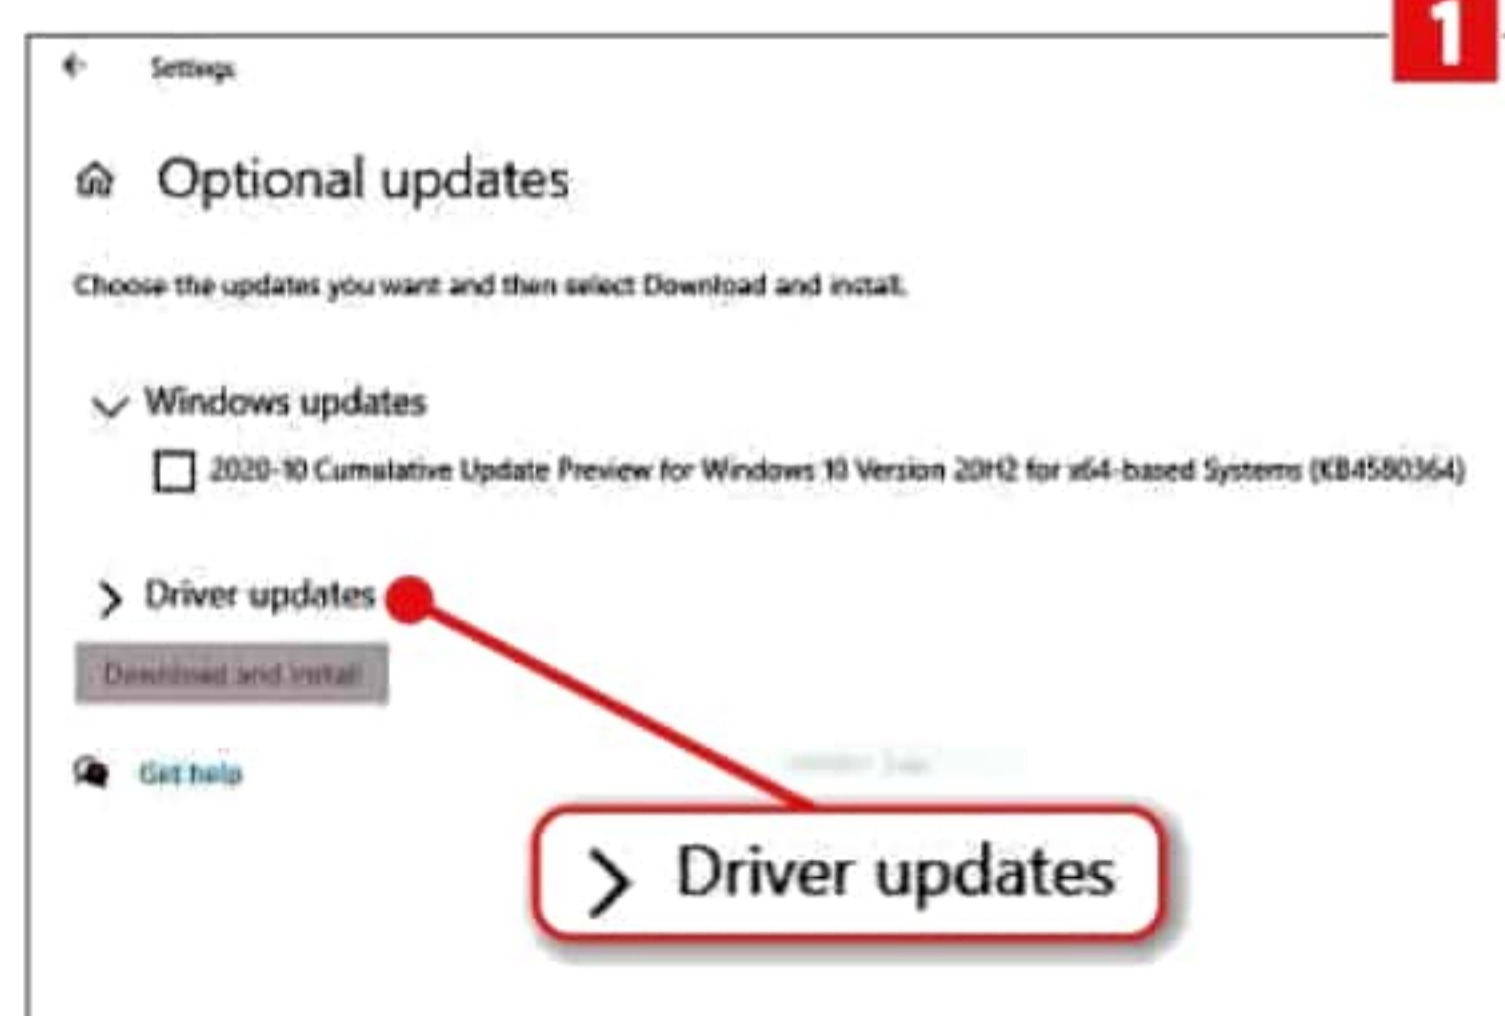 1
Settings
Optional updates
Choose the updates you want and then select Download and install.
Windows updates
2020-10 Cumulative Update Preview for Windows 10 Version 20H2 for x64-based Systems (KB4580364)
Driver updates
Download and install
Get help
Driver updates